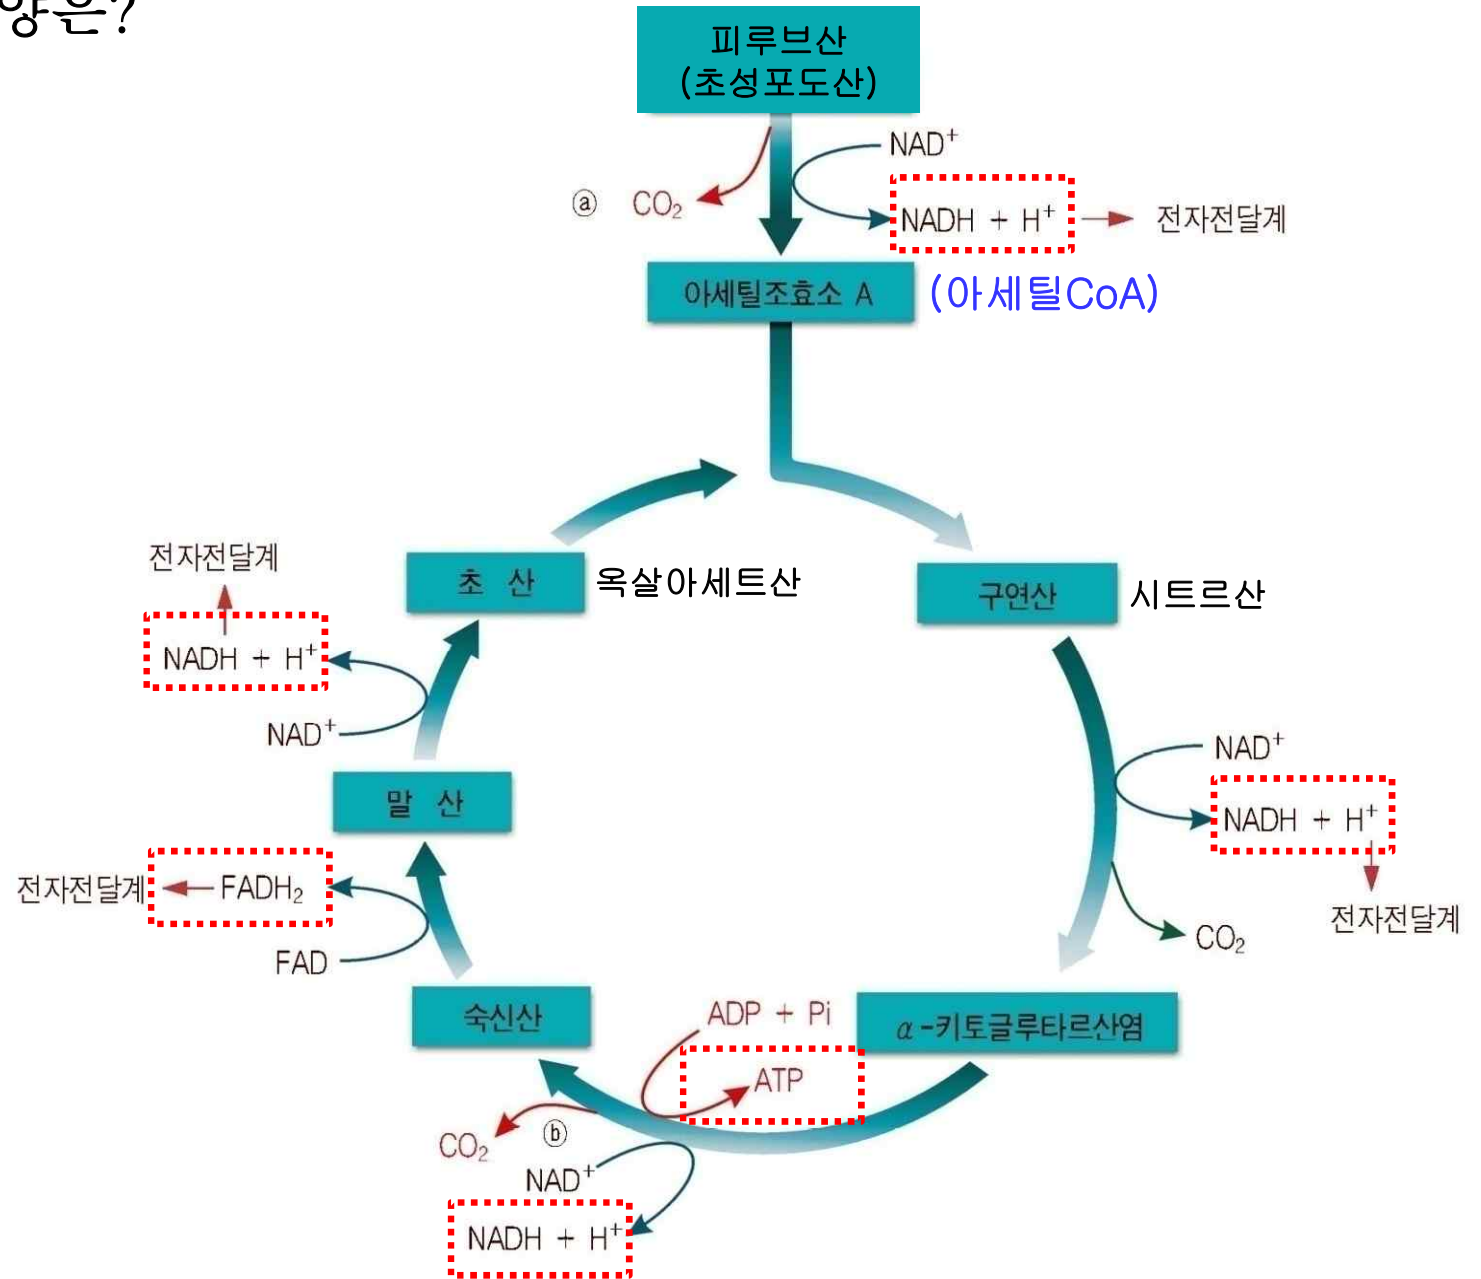 양은?
피루브산
(초성포도산)
NAD⁺
ⓐ CO₂
NADH + H⁺ 전자전달계
아세틸조효소 A (아세틸CoA)
초 산 옥살아세트산
구연산 시트르산
전자전달계
NADH + H⁺
NAD⁺
NAD⁺
NADH + H⁺
전자전달계
CO₂
말 산
전자전달계 FADH₂
FAD
숙신산
ADP + Pi
α-키토글루타르산염
ATP
CO₂ ⓑ
NAD⁺
NADH + H⁺